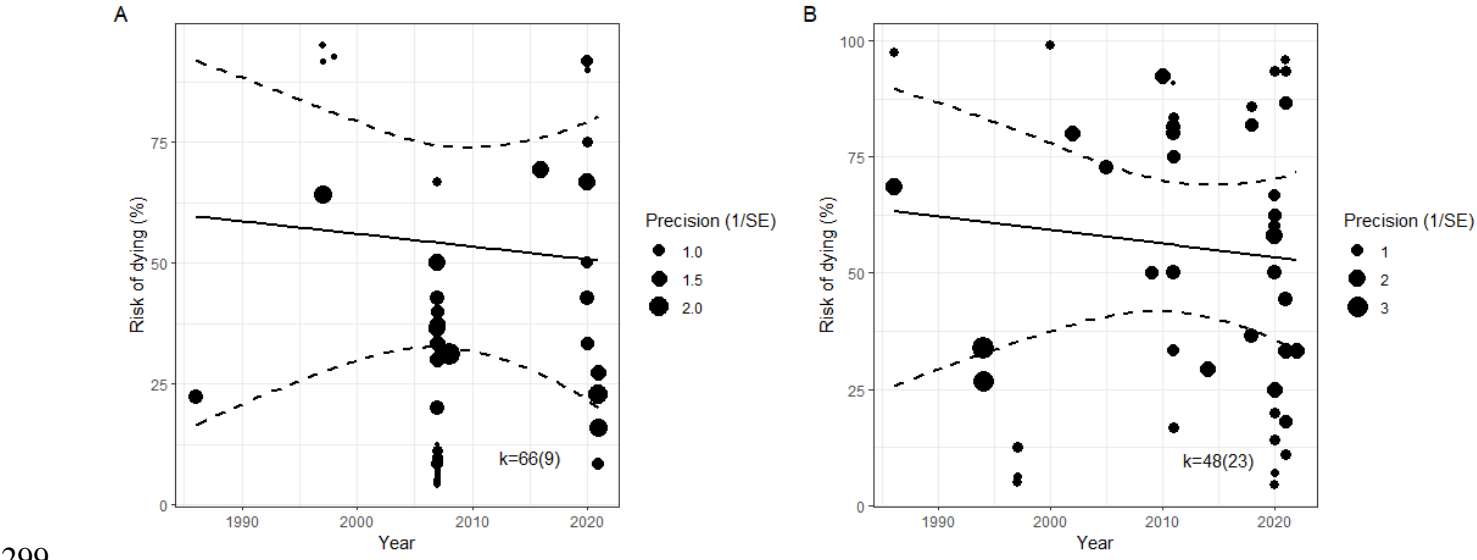 A
Risk of dying (%)
75
50
25
0
1990
2000
2010
2020
Year
k=66(9)
Precision (1/SE)
1.0
1.5
2.0
B
Risk of dying (%)
100
75
50
25
0
1990
2000
2010
2020
Year
k=48(23)
Precision (1/SE)
1
2
3
299